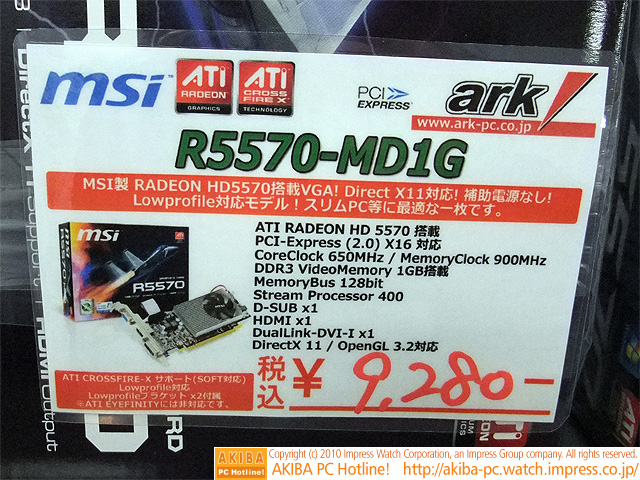 msi
ATI
RADEON
GRAPHICS
ATI
CROSS
FIRE X
TECHNOLOGY
PCI
EXPRESS
ark!
www.ark-pc.co.jp
R5570-MD1G
MSI製 RADEON HD5570搭載VGA! Direct X11対応! 補助電源なし!
Lowprofile対応モデル！スリムPC等に最適な一枚です。
msi
R5570
ATI RADEON HD 5570 搭載
PCI-Express (2.0) X16 対応
CoreClock 650MHz / MemoryClock 900MHz
DDR3 VideoMemory 1GB搭載
MemoryBus 128bit
Stream Processor 400
D-SUB x1
HDMI x1
DualLink-DVI-I x1
DirectX 11 / OpenGL 3.2対応
ATI CROSSFIRE-X サポート(SOFT対応)
Lowprofile対応
Lowprofileブラケット x2付属
※ATI EYEFINITYには非対応です。
税込 ¥ 9,280-
DirectX 11 Support
HDMI Output
ATI
AKIBA
PC Hotline!
Copyright (c) 2010 Impress Watch Corporation, an Impress Group company. All rights reserved.
AKIBA PC Hotline! http://akiba-pc.watch.impress.co.jp/